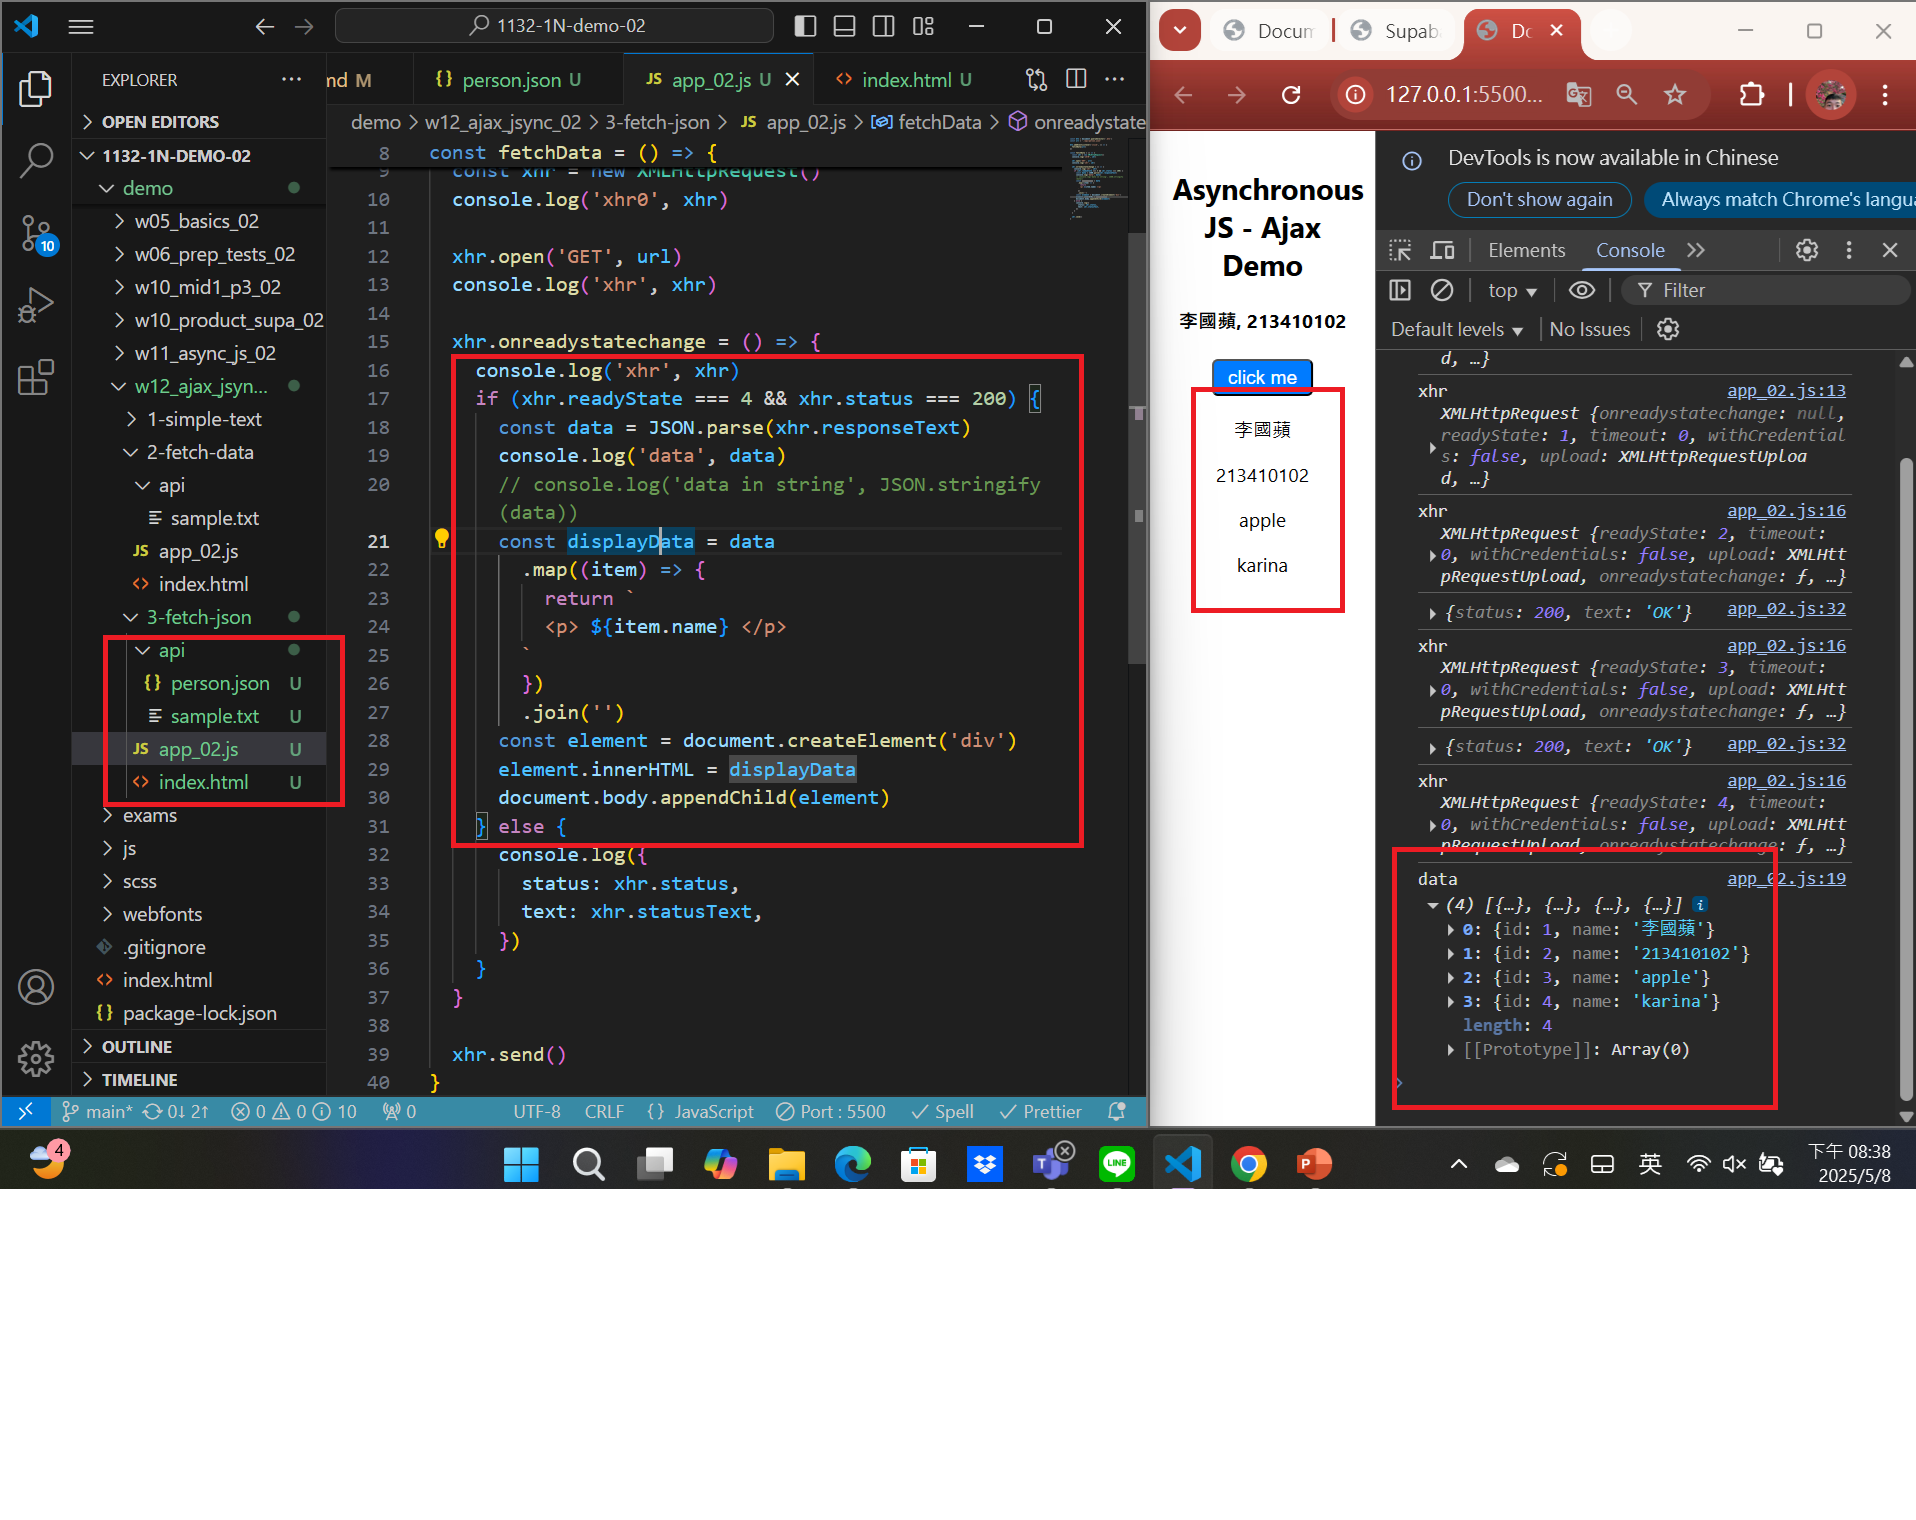 1132-1N-demo-02
EXPLORER
OPEN EDITORS
1132-1N-DEMO-02
demo
w05_basics_02
w06_prep_tests_02
w10_mid1_p3_02
w10_product_supa_02
w11_async_js_02
w12_ajax_jsyn...
1-simple-text
2-fetch-data
api
sample.txt
JS app_02.js
<> index.html
3-fetch-json
api
{} person.json U
sample.txt U
JS app_02.js U
<> index.html U
exams
js
scss
webfonts
.gitignore
<> index.html
{} package-lock.json
OUTLINE
TIMELINE
10
nd M
{} person.json U
JS app_02.js U
<> index.html U
demo > w12_ajax_jsync_02 > 3-fetch-json > JS app_02.js > fetchData > onreadystate
8 const fetchData = () => {
9 const xhr = new XMLHttpRequest()
10 console.log('xhr0', xhr)
11
12 xhr.open('GET', url)
13 console.log('xhr', xhr)
14
15 xhr.onreadystatechange = () => {
16 console.log('xhr', xhr)
17 if (xhr.readyState === 4 && xhr.status === 200) {
18 const data = JSON.parse(xhr.responseText)
19 console.log('data', data)
20 // console.log('data in string', JSON.stringify
(data))
21 const displayData = data
22 .map((item) => {
23 return `
24 <p> ${item.name} </p>
25 `
26 })
27 .join('')
28 const element = document.createElement('div')
29 element.innerHTML = displayData
30 document.body.appendChild(element)
31 } else {
32 console.log({
33 status: xhr.status,
34 text: xhr.statusText,
35 })
36 }
37 }
38
39 xhr.send()
40 }
main* 0↓ 2↑ 0 0 10 0 UTF-8 CRLF {} JavaScript Port : 5500 Spell Prettier
Docum
Supab
Dc
127.0.0.1:5500...
Asynchronous
JS - Ajax
Demo
李國蘋, 213410102
click me
李國蘋
213410102
apple
karina
DevTools is now available in Chinese
Don't show again
Always match Chrome's langua
Elements
Console
top
Filter
Default levels
No Issues
d, …}
xhr app_02.js:13
XMLHttpRequest {onreadystatechange: null,
readyState: 1, timeout: 0, withCredential
s: false, upload: XMLHttpRequestUploa
d, …}
xhr app_02.js:16
XMLHttpRequest {readyState: 2, timeout:
0, withCredentials: false, upload: XMLHtt
pRequestUpload, onreadystatechange: ƒ, …}
{status: 200, text: 'OK'} app_02.js:32
xhr app_02.js:16
XMLHttpRequest {readyState: 3, timeout:
0, withCredentials: false, upload: XMLHtt
pRequestUpload, onreadystatechange: ƒ, …}
{status: 200, text: 'OK'} app_02.js:32
xhr app_02.js:16
XMLHttpRequest {readyState: 4, timeout:
0, withCredentials: false, upload: XMLHtt
pRequestUpload, onreadystatechange: ƒ, …}
data app_02.js:19
(4) [{…}, {…}, {…}, {…}] i
0: {id: 1, name: '李國蘋'}
1: {id: 2, name: '213410102'}
2: {id: 3, name: 'apple'}
3: {id: 4, name: 'karina'}
length: 4
[[Prototype]]: Array(0)
4
LINE
英
下午 08:38
2025/5/8